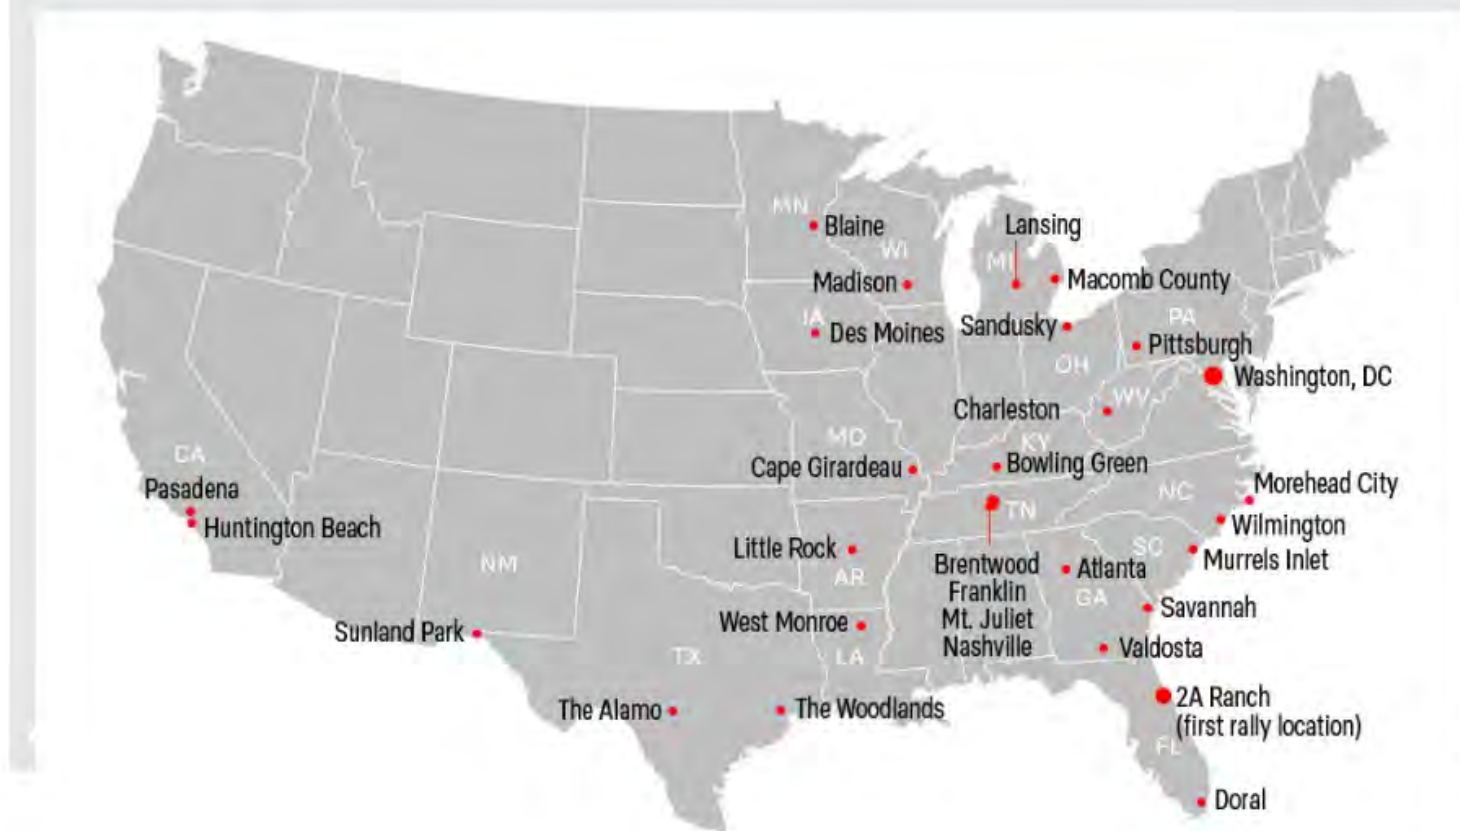 MN
Blaine
Lansing
WI
MI
Madison
Macomb County
IA
Des Moines
Sandusky
PA
Pittsburgh
OH
Washington, DC
WV
Charleston
MO
KY
Cape Girardeau
Bowling Green
CA
Pasadena
Huntington Beach
NC
Morehead City
TN
Wilmington
NM
Little Rock
AR
Brentwood
Franklin
Mt. Juliet
Nashville
SC
Murrels Inlet
Atlanta
GA
Savannah
Sunland Park
West Monroe
LA
Valdosta
TX
The Alamo
The Woodlands
2A Ranch
(first rally location)
FL
Doral